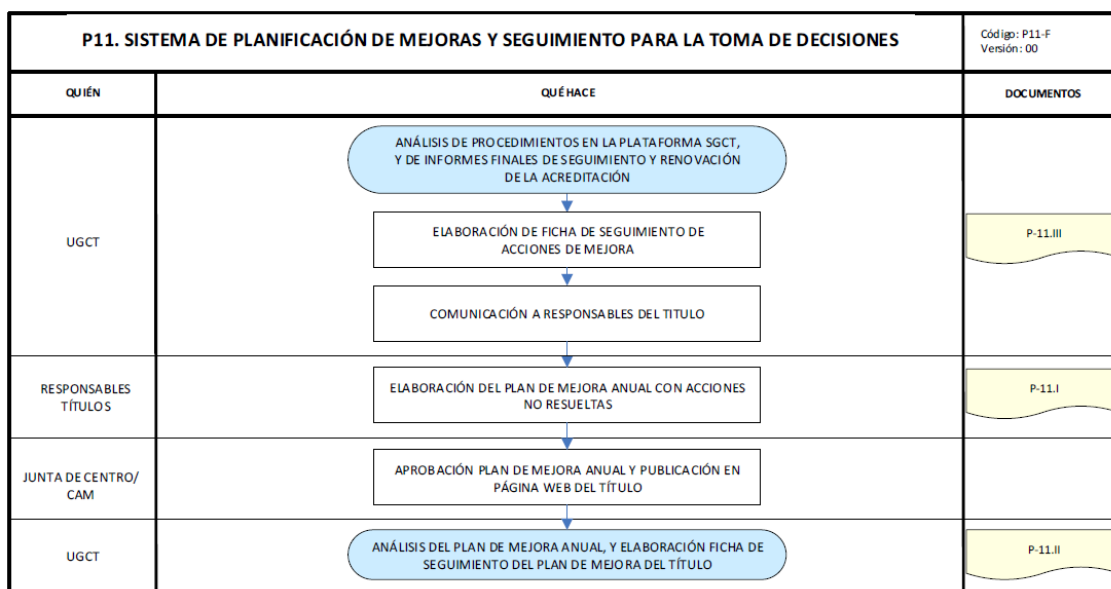 P11. SISTEMA DE PLANIFICACIÓN DE MEJORAS Y SEGUIMIENTO PARA LA TOMA DE DECISIONES
Código: P11-F
Versión: 00
QUIÉN
QUÉ HACE
DOCUMENTOS
ANÁLISIS DE PROCEDIMIENTOS EN LA PLATAFORMA SGCT,
Y DE INFORMES FINALES DE SEGUIMIENTO Y RENOVACIÓN
DE LA ACREDITACIÓN
UGCT
ELABORACIÓN DE FICHA DE SEGUIMIENTO DE
ACCIONES DE MEJORA
P-11.III
COMUNICACIÓN A RESPONSABLES DEL TITULO
RESPONSABLES
TÍTULOS
ELABORACIÓN DEL PLAN DE MEJORA ANUAL CON ACCIONES
NO RESUELTAS
P-11.I
JUNTA DE CENTRO/
CAM
APROBACIÓN PLAN DE MEJORA ANUAL Y PUBLICACIÓN EN
PÁGINA WEB DEL TÍTULO
UGCT
ANÁLISIS DEL PLAN DE MEJORA ANUAL, Y ELABORACIÓN FICHA DE
SEGUIMIENTO DEL PLAN DE MEJORA DEL TÍTULO
P-11.II